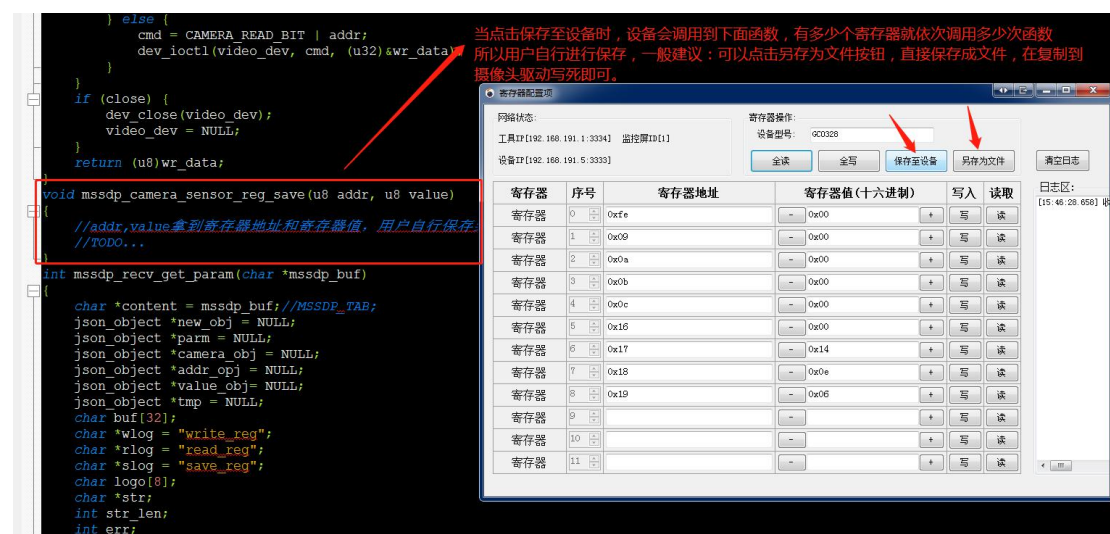 } else {
cmd = CAMERA_READ_BIT | addr;
dev_ioctl(video_dev, cmd, (u32)&wr_data)
}
}
if (close) {
dev_close(video_dev);
video_dev = NULL;
}
return (u8)wr_data;
}
void mssdp_camera_sensor_reg_save(u8 addr, u8 value)
{
//addr,value拿到寄存器地址和寄存器值，用户自行保存
//TODO...
}
int mssdp_recv_get_param(char *mssdp_buf)
{
char *content = mssdp_buf;//MSSDP_TAB;
json_object *new_obj = NULL;
json_object *parm = NULL;
json_object *camera_obj = NULL;
json_object *addr_opj = NULL;
json_object *value_obj= NULL;
json_object *tmp = NULL;
char buf[32];
char *wlog = "write_reg";
char *rlog = "read_reg";
char *slog = "save_reg";
char logo[8];
char *str;
int str_len;
int err;
当点击保存至设备时，设备会调用到下面函数，有多少个寄存器就依次调用多少次函数
所以用户自行进行保存，一般建议：可以点击另存为文件按钮，直接保存成文件，在复制到
摄像头驱动写死即可。
寄存器配置项
网络状态:
工具IP[192.168.191.1:3334] 监控屏ID[1]
设备IP[192.168.191.5:3333]
寄存器操作:
设备型号: GC0328
全读 全写 保存至设备 另存为文件 清空日志
寄存器 序号 寄存器地址 寄存器值(十六进制) 写入 读取
寄存器 0 0xfe - 0x00 + 写 读
寄存器 1 0x09 - 0x00 + 写 读
寄存器 2 0x0a - 0x00 + 写 读
寄存器 3 0x0b - 0x00 + 写 读
寄存器 4 0x0c - 0x00 + 写 读
寄存器 5 0x16 - 0x00 + 写 读
寄存器 6 0x17 - 0x14 + 写 读
寄存器 7 0x18 - 0x0e + 写 读
寄存器 8 0x19 - 0x06 + 写 读
寄存器 9 - + 写 读
寄存器 10 - + 写 读
寄存器 11 - + 写 读
日志区:
[15:46:28.658]